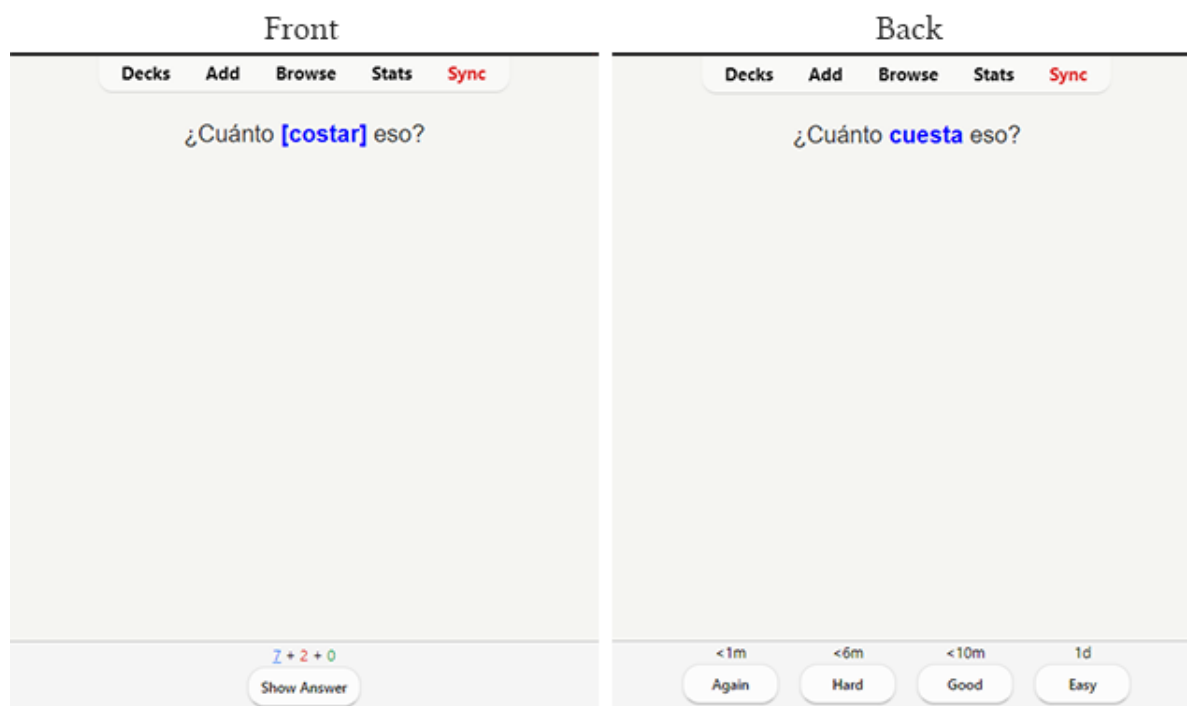 Front
Decks Add Browse Stats Sync
¿Cuánto [costar] eso?
7 + 2 + 0
Show Answer
Back
Decks Add Browse Stats Sync
¿Cuánto cuesta eso?
<1m <6m <10m 1d
Again Hard Good Easy